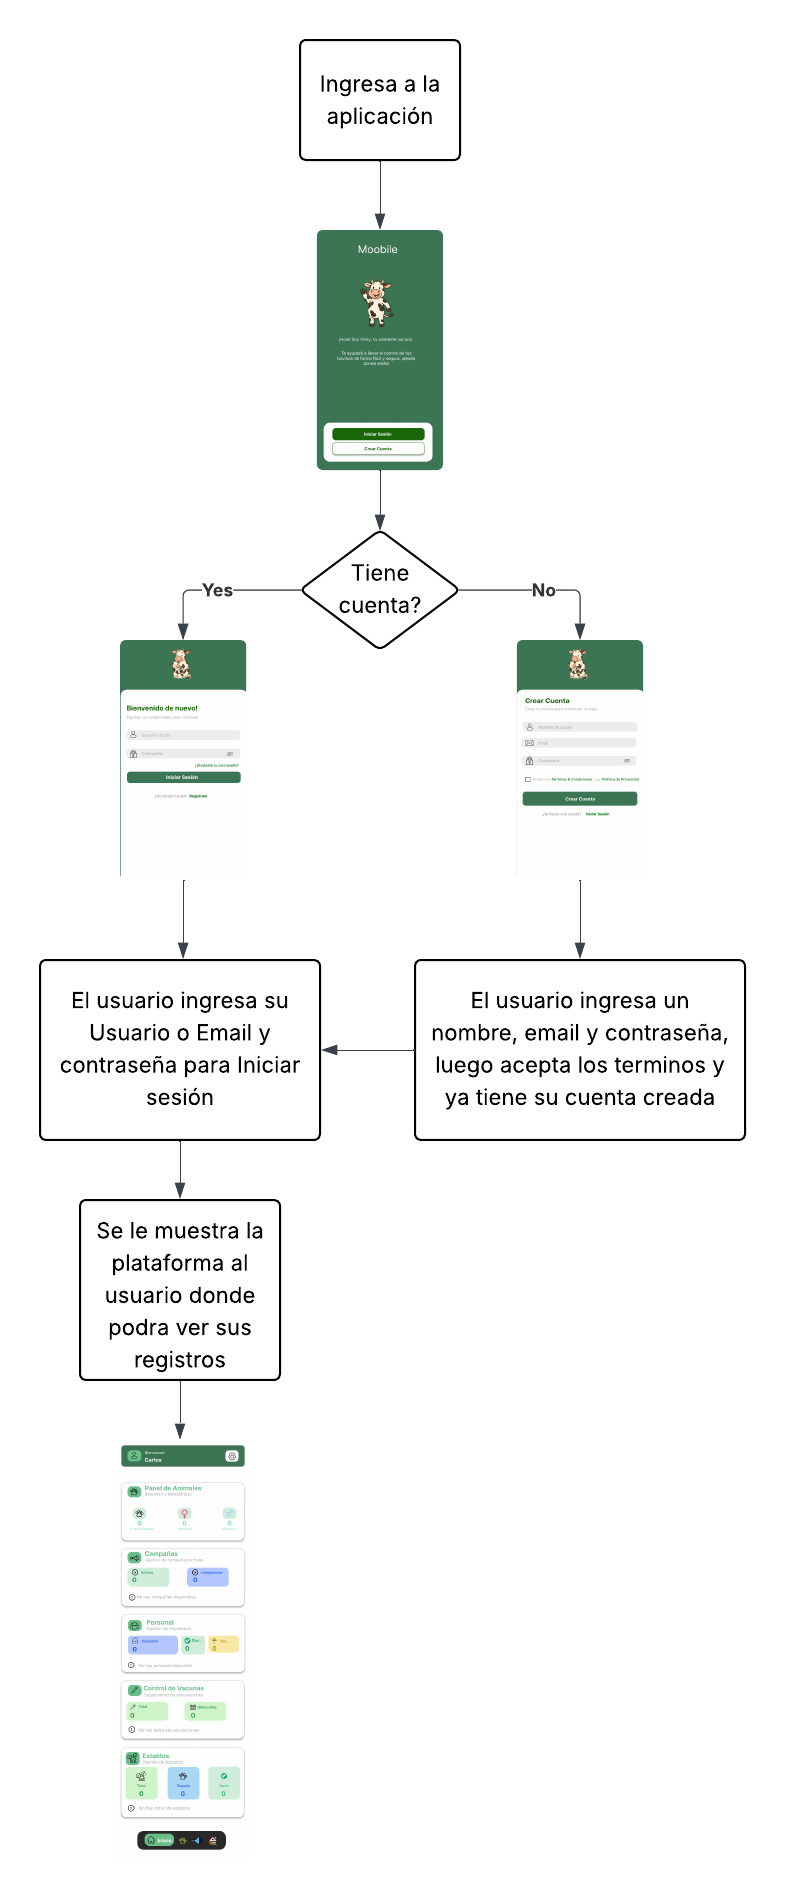 Ingresa a la
aplicación
Moobile
¡Hola! Soy Vicky, tu asistente vacuno
Te ayudaré a llevar el control de tus
bovinos de forma fácil y segura, ¡desde
donde estés!
Iniciar Sesión
Crear Cuenta
Tiene
cuenta?
Yes
No
Bienvenido de nuevo!
Ingresa tus credenciales para continuar
Usuario o Email
Contraseña
¿Olvidaste tu contraseña?
Iniciar Sesión
¿No tienes cuenta? Regístrate
Crear Cuenta
Crea tu cuenta para comenzar tu viaje
Nombre de usuario
Email
Contraseña
Términos & Condiciones
Política de Privacidad
Crear Cuenta
¿Ya tienes una cuenta? Iniciar Sesión
El usuario ingresa su
Usuario o Email y
contraseña para Iniciar
sesión
El usuario ingresa un
nombre, email y contraseña,
luego acepta los terminos y
ya tiene su cuenta creada
Se le muestra la
plataforma al
usuario donde
podra ver sus
registros
Bienvenido
Carlos
Panel de Animales
Resumen y estadísticas
0
0
0
Campañas
Gestión de campañas activas
Activas
0
completadas
0
No hay campañas disponibles
Personal
Gestión de empleados
0
Disp...
0
Vac...
0
No hay personal disponible
Control de Vacunas
Seguimiento de vacunaciones
Total
0
0
No hay datos de vacunaciones
Establos
Gestión de espacios
Total
0
Espacio
0
Vacío
0
No hay datos de establos
Inicio